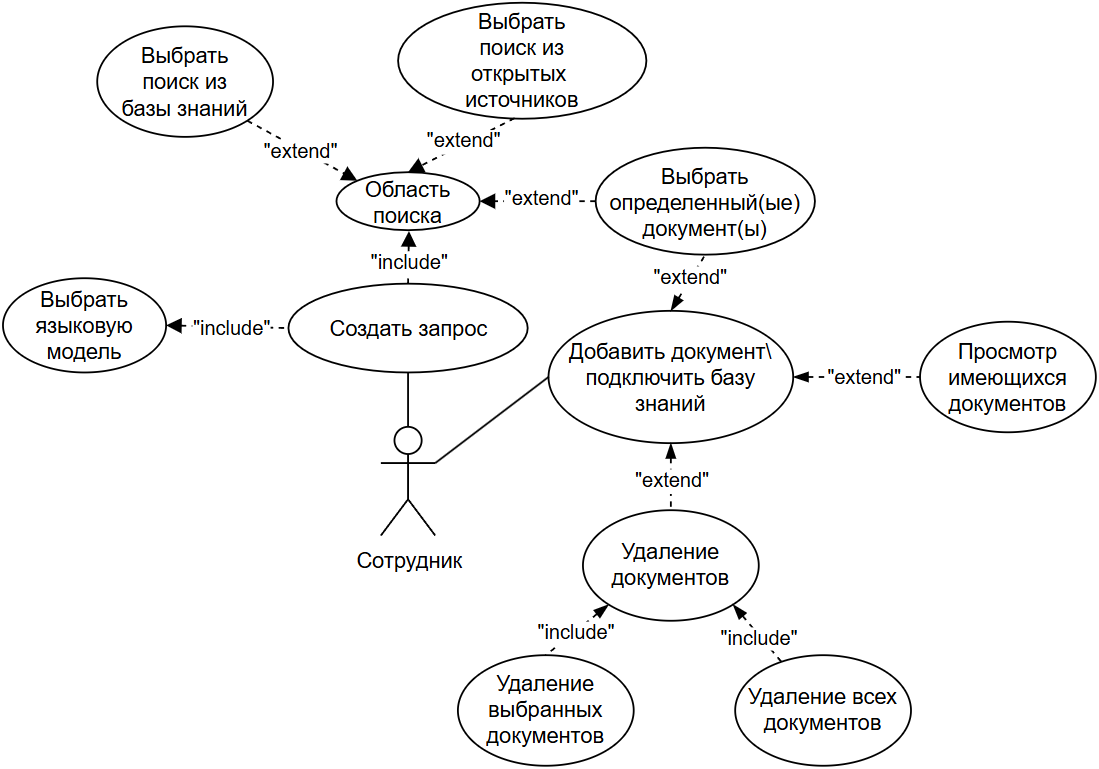 Выбрать
поиск из
базы знаний
Выбрать
поиск из
открытых
источников
"extend"
"extend"
Область
поиска
"extend"
Выбрать
определенный(ые)
документ(ы)
"include"
"extend"
Выбрать
языковую
модель
"include"
Создать запрос
Добавить документ\
подключить базу
знаний
"extend"
Просмотр
имеющихся
документов
"extend"
Сотрудник
Удаление
документов
"include"
"include"
Удаление
выбранных
документов
Удаление всех
документов